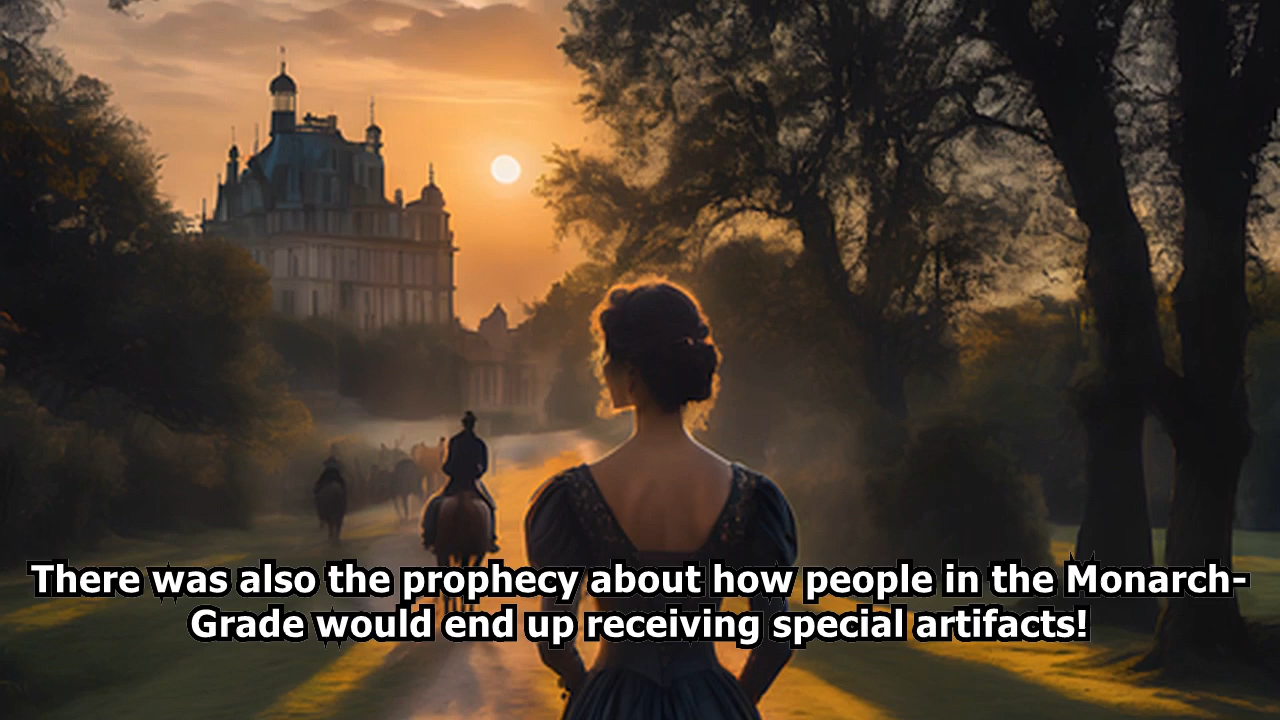 There was also the prophecy about how people in the Monarch-
Grade would end up receiving special artifacts!